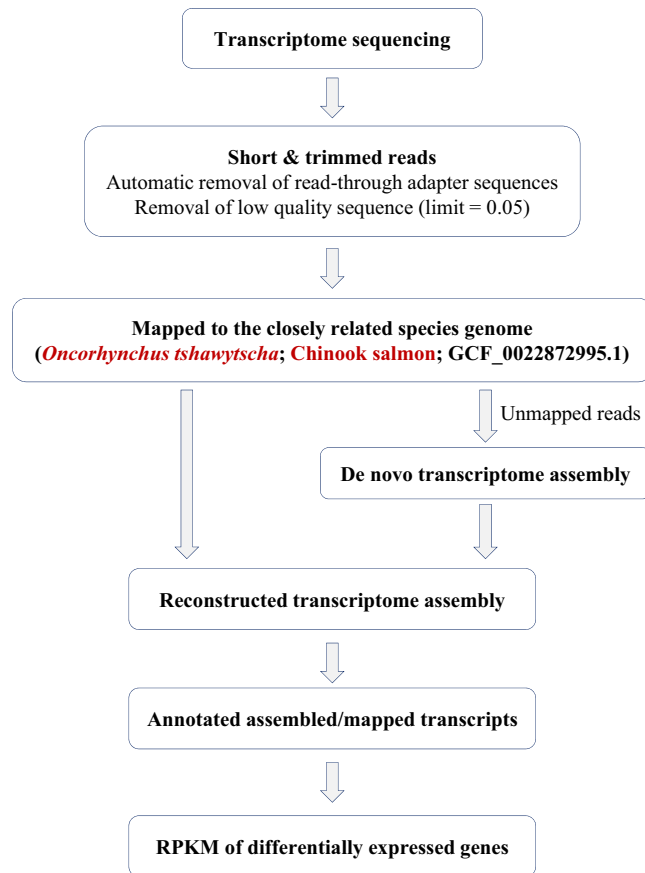 Transcriptome sequencing
Short & trimmed reads
Automatic removal of read-through adapter sequences
Removal of low quality sequence (limit = 0.05)
Mapped to the closely related species genome
(Oncorhynchus tshawytscha; Chinook salmon; GCF_0022872995.1)
Unmapped reads
De novo transcriptome assembly
Reconstructed transcriptome assembly
Annotated assembled/mapped transcripts
RPKM of differentially expressed genes